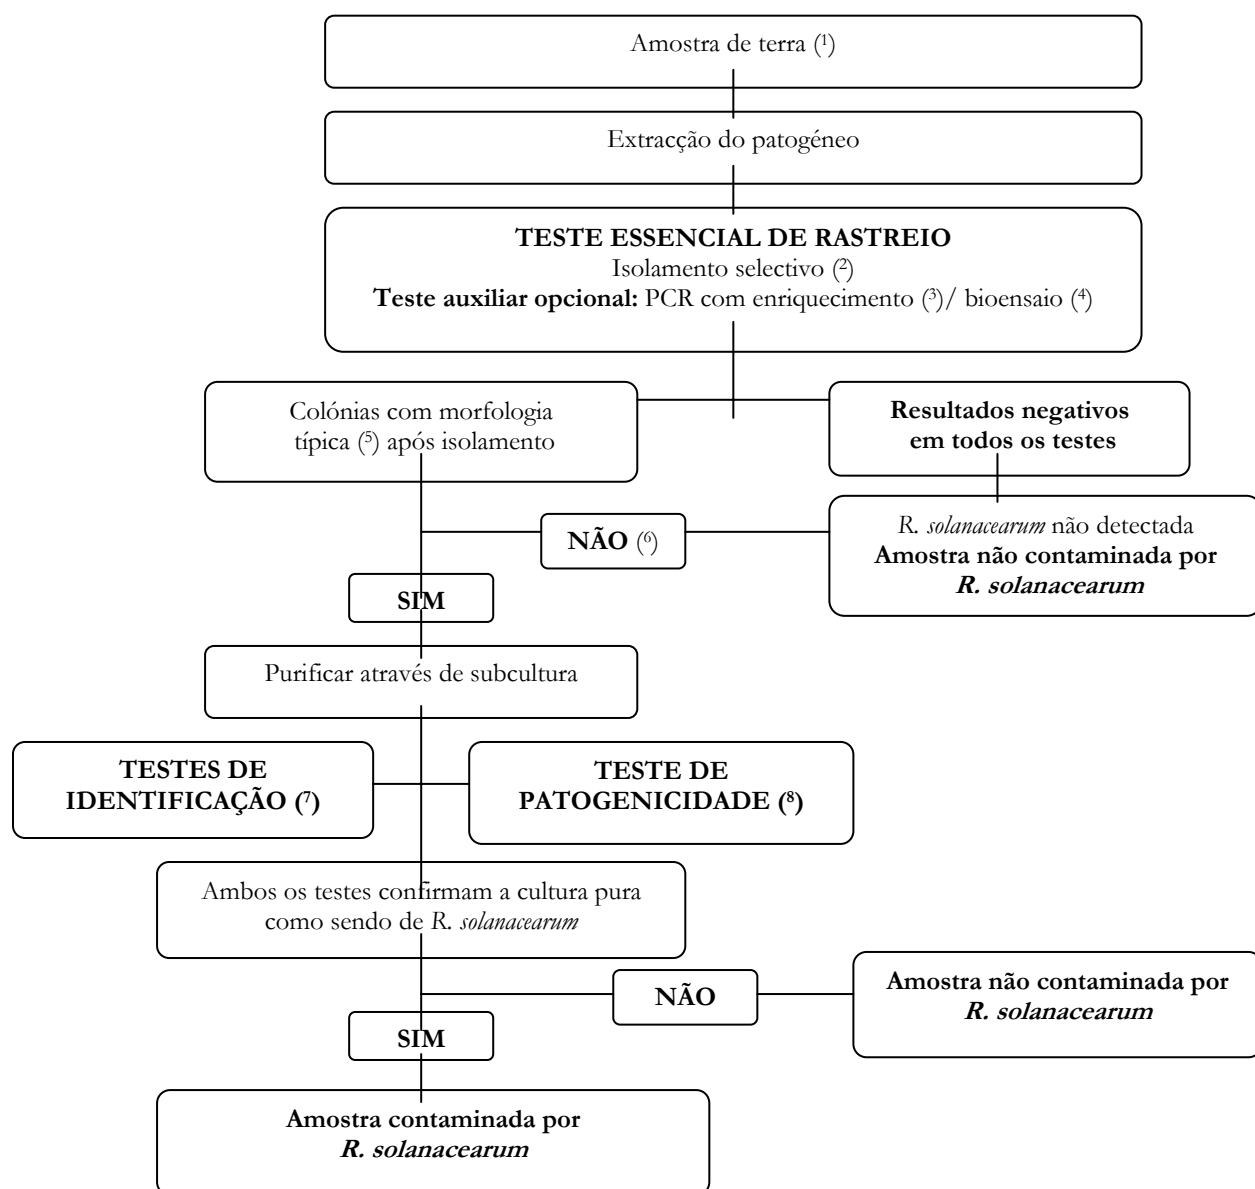 Amostra de terra (¹)
Extracção do patogéneo
TESTE ESSENCIAL DE RASTREIO
Isolamento selectivo (²)
Teste auxiliar opcional: PCR com enriquecimento (³)/ bioensaio (⁴)
Colónias com morfologia
típica (⁵) após isolamento
Resultados negativos
em todos os testes
NÃO (⁶)
R. solanacearum não detectada
Amostra não contaminada por
R. solanacearum
SIM
Purificar através de subcultura
TESTES DE
IDENTIFICAÇÃO (⁷)
TESTE DE
PATOGENICIDADE (⁸)
Ambos os testes confirmam a cultura pura
como sendo de R. solanacearum
NÃO
Amostra não contaminada por
R. solanacearum
SIM
Amostra contaminada por
R. solanacearum